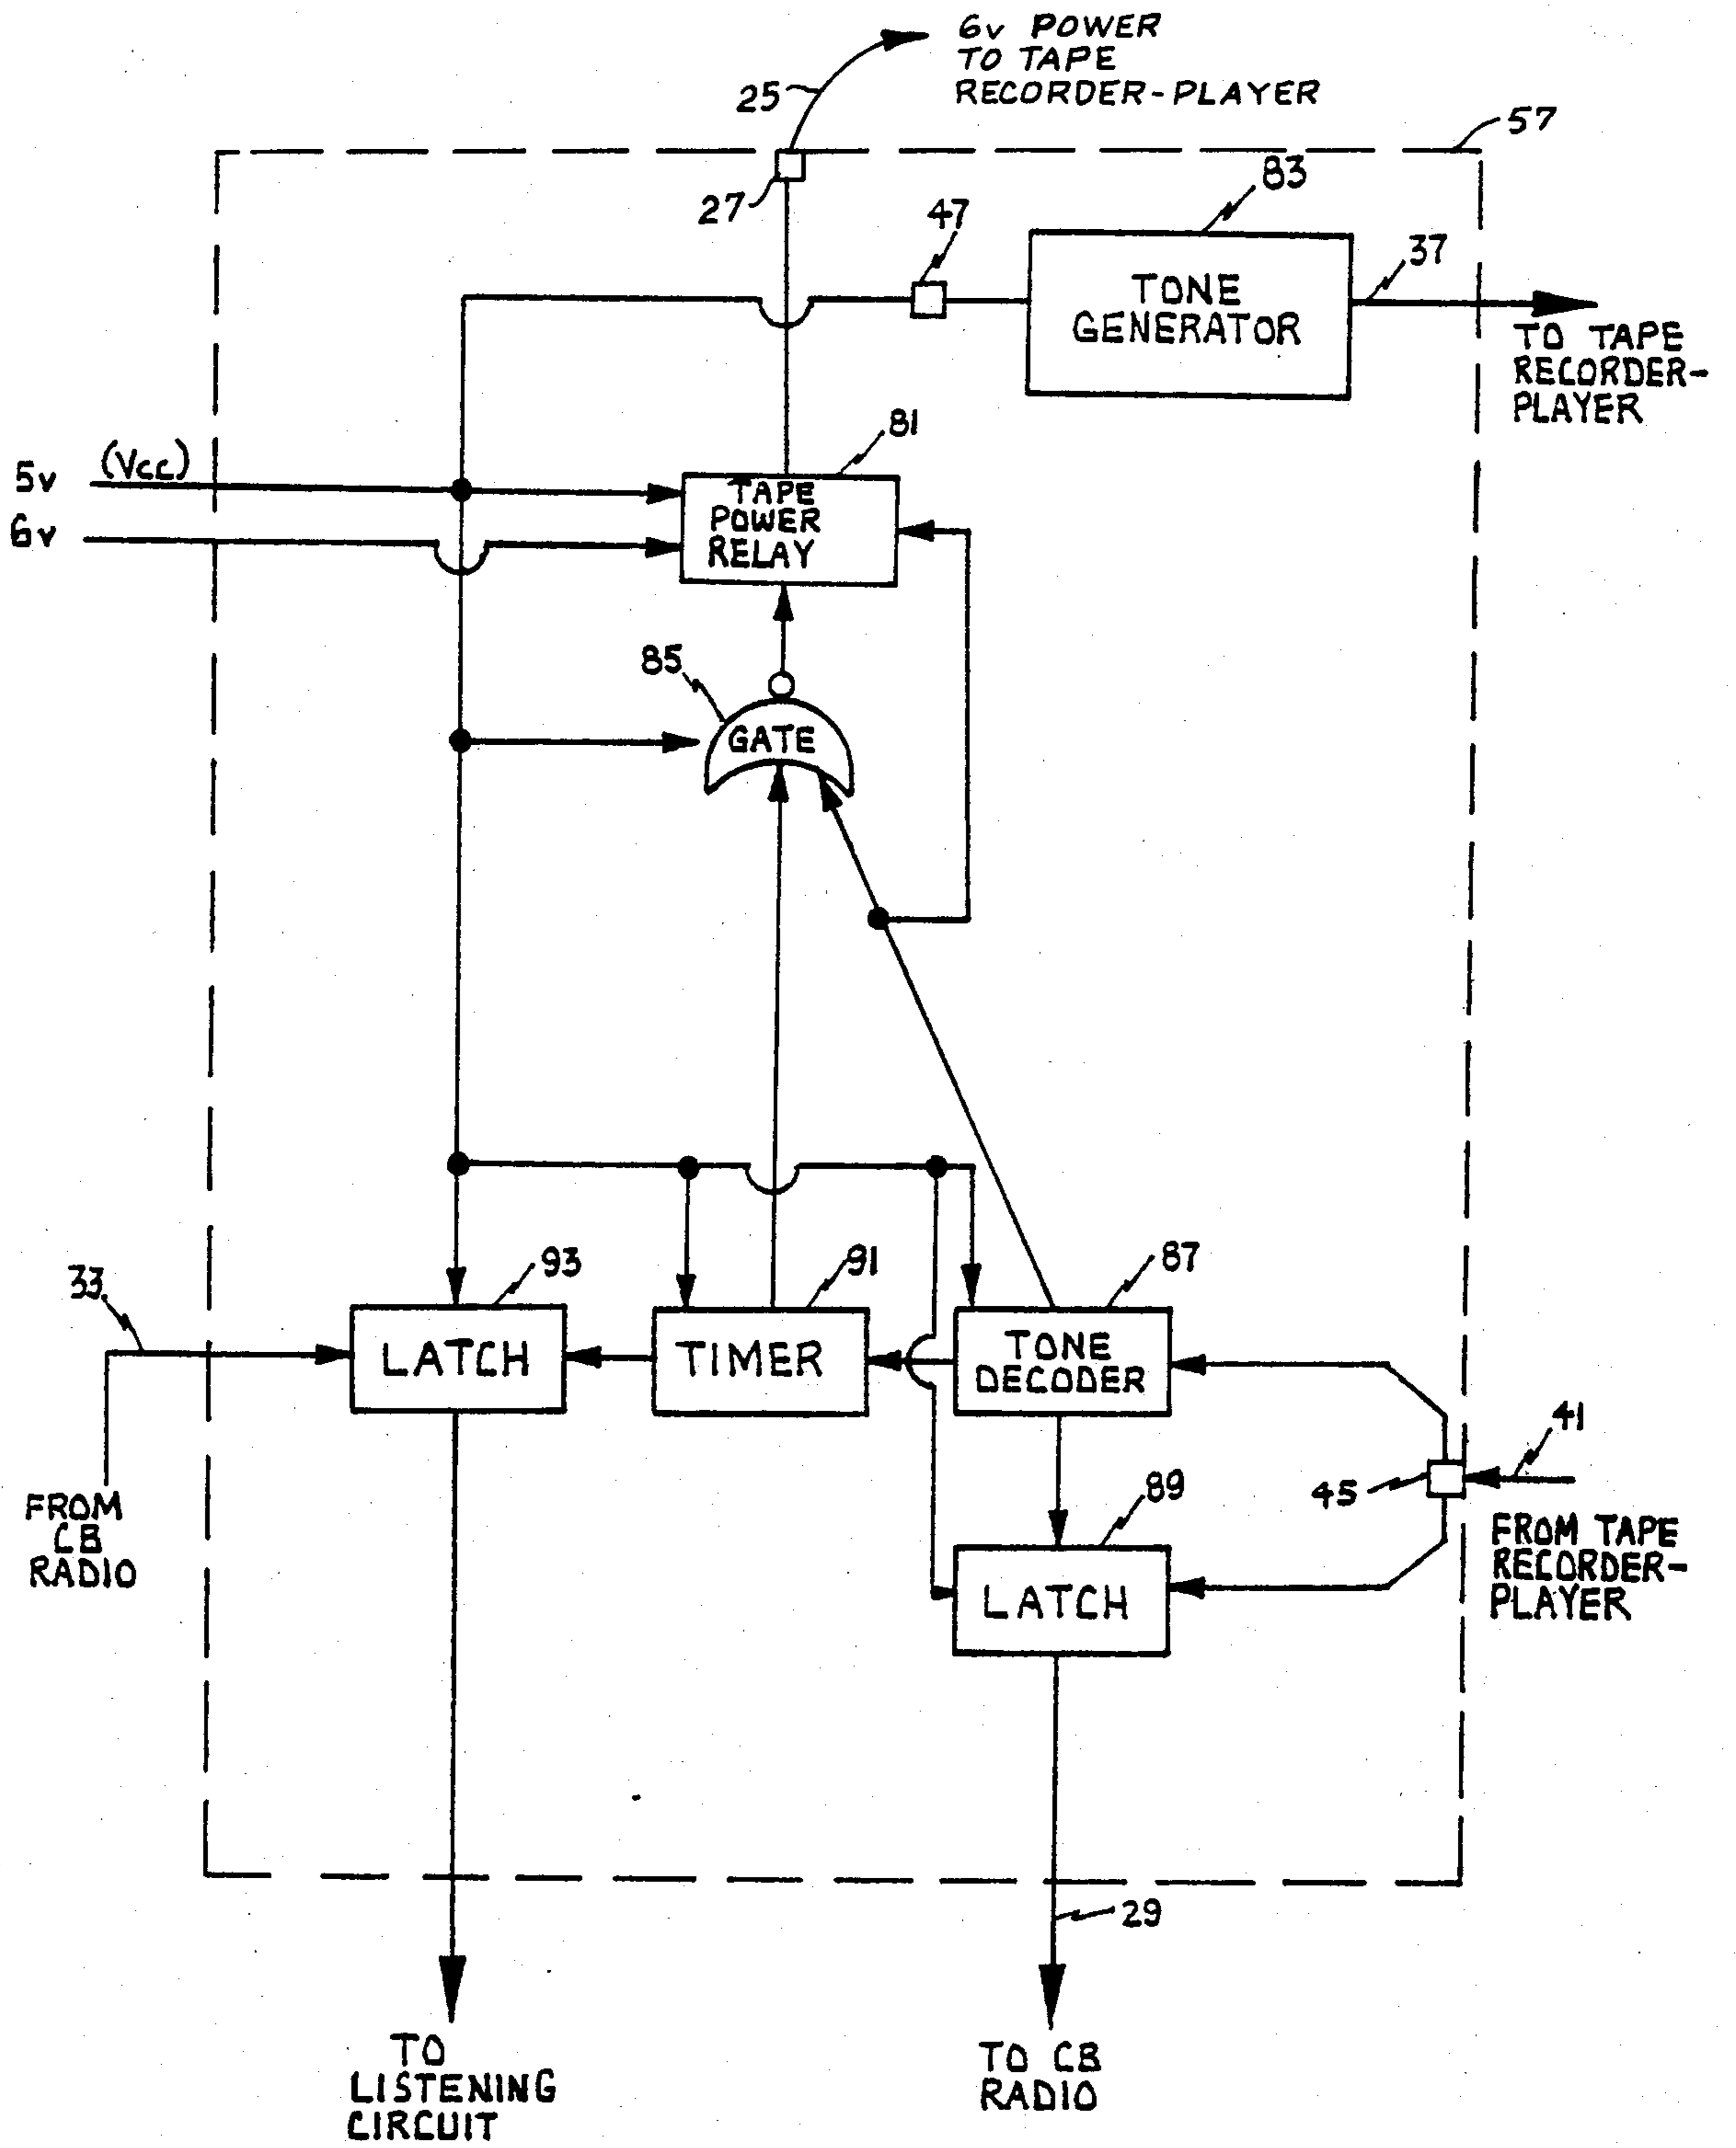 6v POWER
TO TAPE
RECORDER-PLAYER
25
57
27
47
83
TONE
GENERATOR
37
TO TAPE
RECORDER-
PLAYER
81
5v (Vcc)
6v
TAPE
POWER
RELAY
85
GATE
33
93
91
87
LATCH
TIMER
TONE
DECODER
41
45
89
FROM
CB
RADIO
FROM TAPE
RECORDER-
PLAYER
LATCH
29
TO
LISTENING
CIRCUIT
TO CB
RADIO